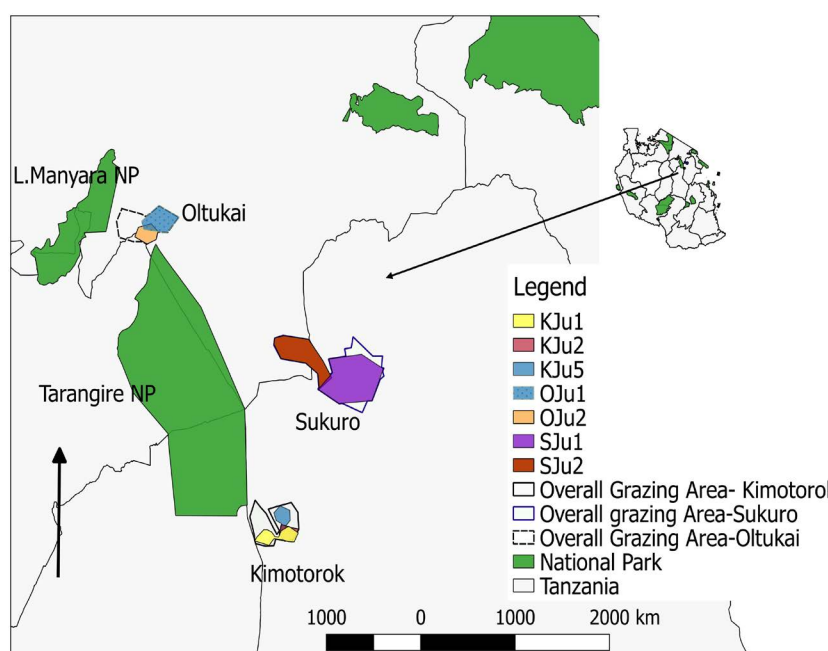 L.Manyara NP
Oltukai
Tarangire NP
Sukuro
Kimotorok
Legend
KJu1
KJu2
KJu5
OJu1
OJu2
SJu1
SJu2
Overall Grazing Area- Kimotorok
Overall grazing Area-Sukuro
Overall Grazing Area-Oltukai
National Park
Tanzania
1000 0 1000 2000 km